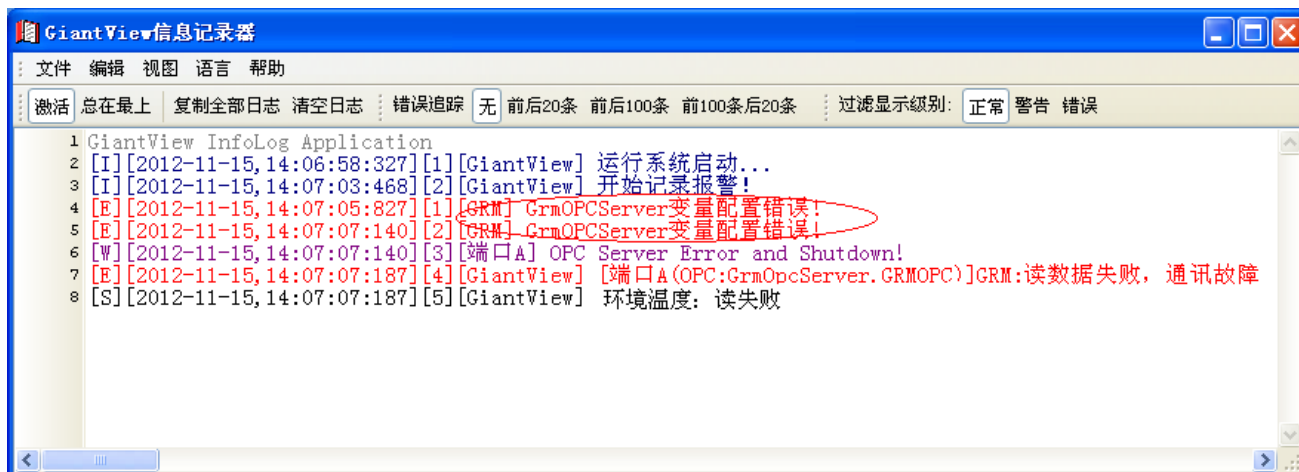 GiantView信息记录器
文件 编辑 视图 语言 帮助
激活 总在最上 复制全部日志 清空日志 错误追踪 无 前后20条 前后100条 前100条后20条 过滤显示级别: 正常 警告 错误
1 GiantView InfoLog Application
2 [I][2012-11-15,14:06:58:327][1][GiantView] 运行系统启动...
3 [I][2012-11-15,14:07:03:468][2][GiantView] 开始记录报警!
4 [E][2012-11-15,14:07:05:827][1][GRM] GrmOPCServer变量配置错误!
5 [E][2012-11-15,14:07:07:140][2][GRM] GrmOPCServer变量配置错误!
6 [W][2012-11-15,14:07:07:140][3][端口A] OPC Server Error and Shutdown!
7 [E][2012-11-15,14:07:07:187][4][GiantView] [端口A(OPC:GrmOpcServer.GRMOPC)]GRM:读数据失败，通讯故障
8 [S][2012-11-15,14:07:07:187][5][GiantView] 环境温度: 读失败